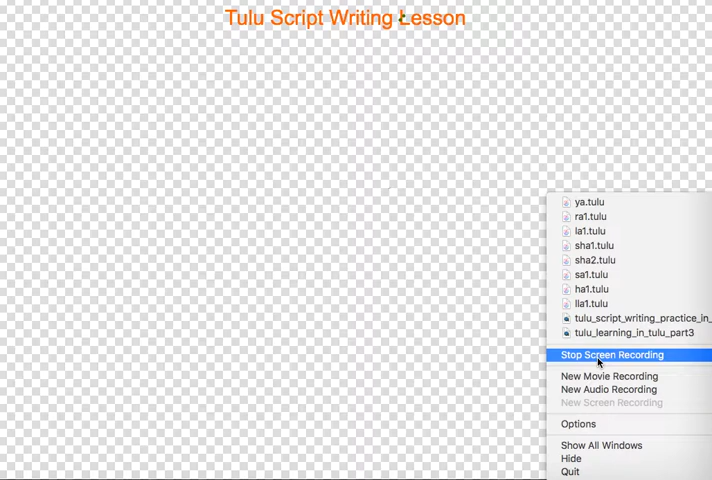 Tulu Script Writing Lesson
ya.tulu
ra1.tulu
la1.tulu
sha1.tulu
sha2.tulu
sa1.tulu
ha1.tulu
lla1.tulu
tulu_script_writing_practice_in_
tulu_learning_in_tulu_part3
Stop Screen Recording
New Movie Recording
New Audio Recording
New Screen Recording
Options
Show All Windows
Hide
Quit